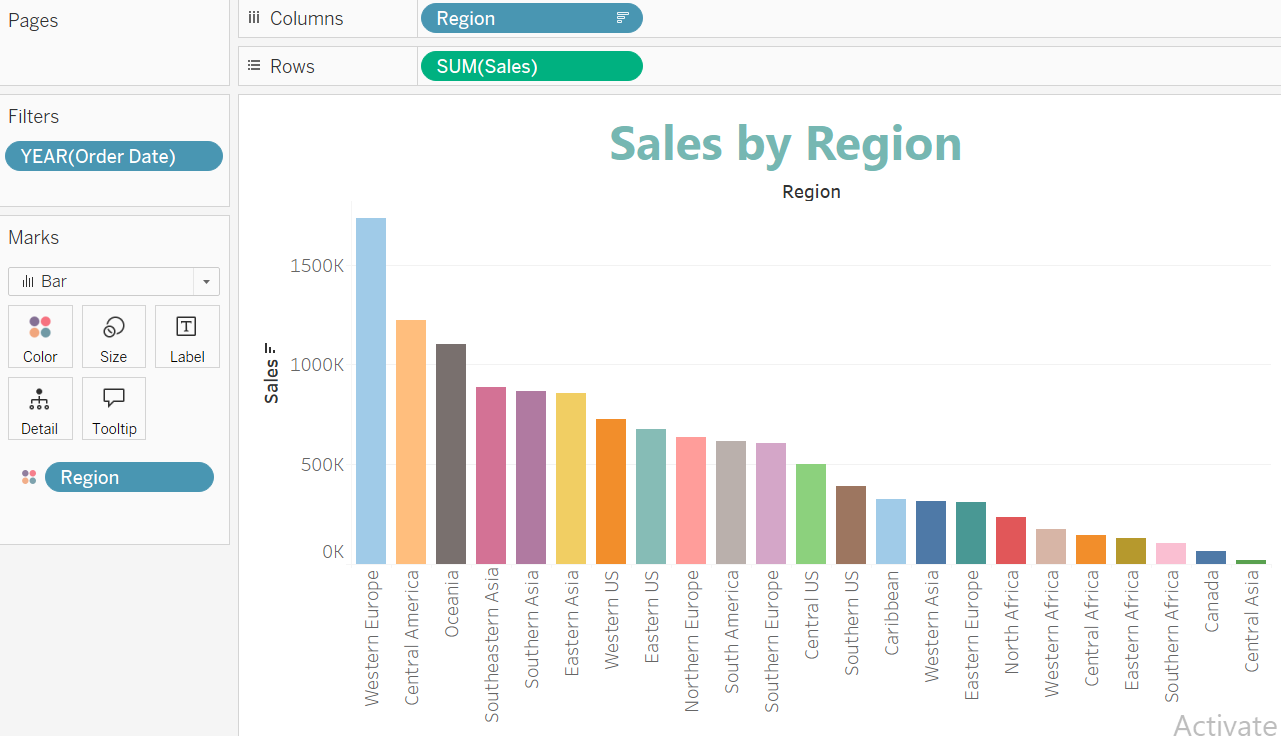 Pages
Columns
Region
Rows
SUM(Sales)
Filters
YEAR(Order Date)
Marks
Bar
Color
Size
Label
Detail
Tooltip
Region
Sales by Region
Region
Sales
1500K
1000K
500K
0K
Western Europe
Central America
Oceania
Southeastern Asia
Southern Asia
Eastern Asia
Western US
Eastern US
Northern Europe
South America
Southern Europe
Central US
Southern US
Caribbean
Western Asia
Eastern Europe
North Africa
Western Africa
Central Africa
Eastern Africa
Southern Africa
Canada
Central Asia
Activate